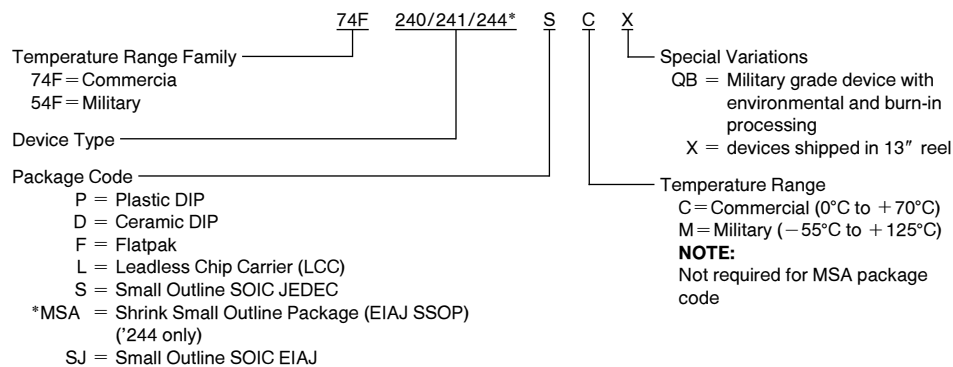 74F 240/241/244* S C X
Temperature Range Family
74F = Commercia
54F = Military
Device Type
Package Code
P = Plastic DIP
D = Ceramic DIP
F = Flatpak
L = Leadless Chip Carrier (LCC)
S = Small Outline SOIC JEDEC
*MSA = Shrink Small Outline Package (EIAJ SSOP)
('244 only)
SJ = Small Outline SOIC EIAJ
Special Variations
QB = Military grade device with
environmental and burn-in
processing
X = devices shipped in 13″ reel
Temperature Range
C = Commercial (0°C to +70°C)
M = Military (−55°C to +125°C)
NOTE:
Not required for MSA package
code